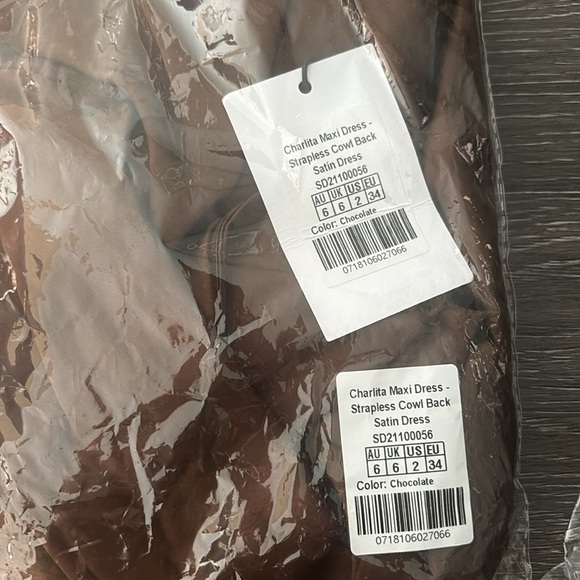 Charlita Maxi Dress -
Strapless Cowl Back
Satin Dress
SD21100056
AU UK US EU
6 6 2 34
Color: Chocolate
0718106027066
Charlita Maxi Dress -
Strapless Cowl Back
Satin Dress
SD21100056
AU UK US EU
6 6 2 34
Color: Chocolate
0718106027066